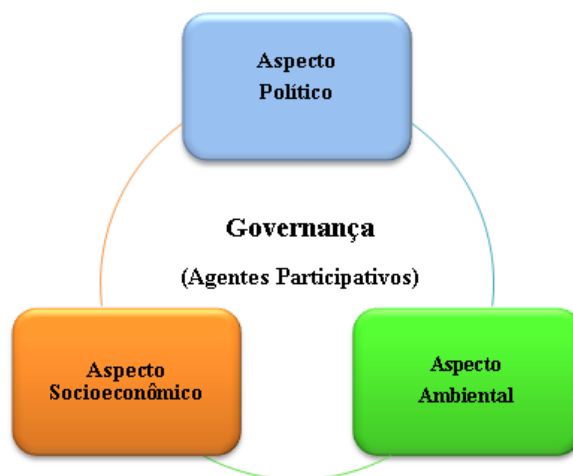 Aspecto
Político
Governança
(Agentes Participativos)
Aspecto
Socioeconômico
Aspecto
Ambiental